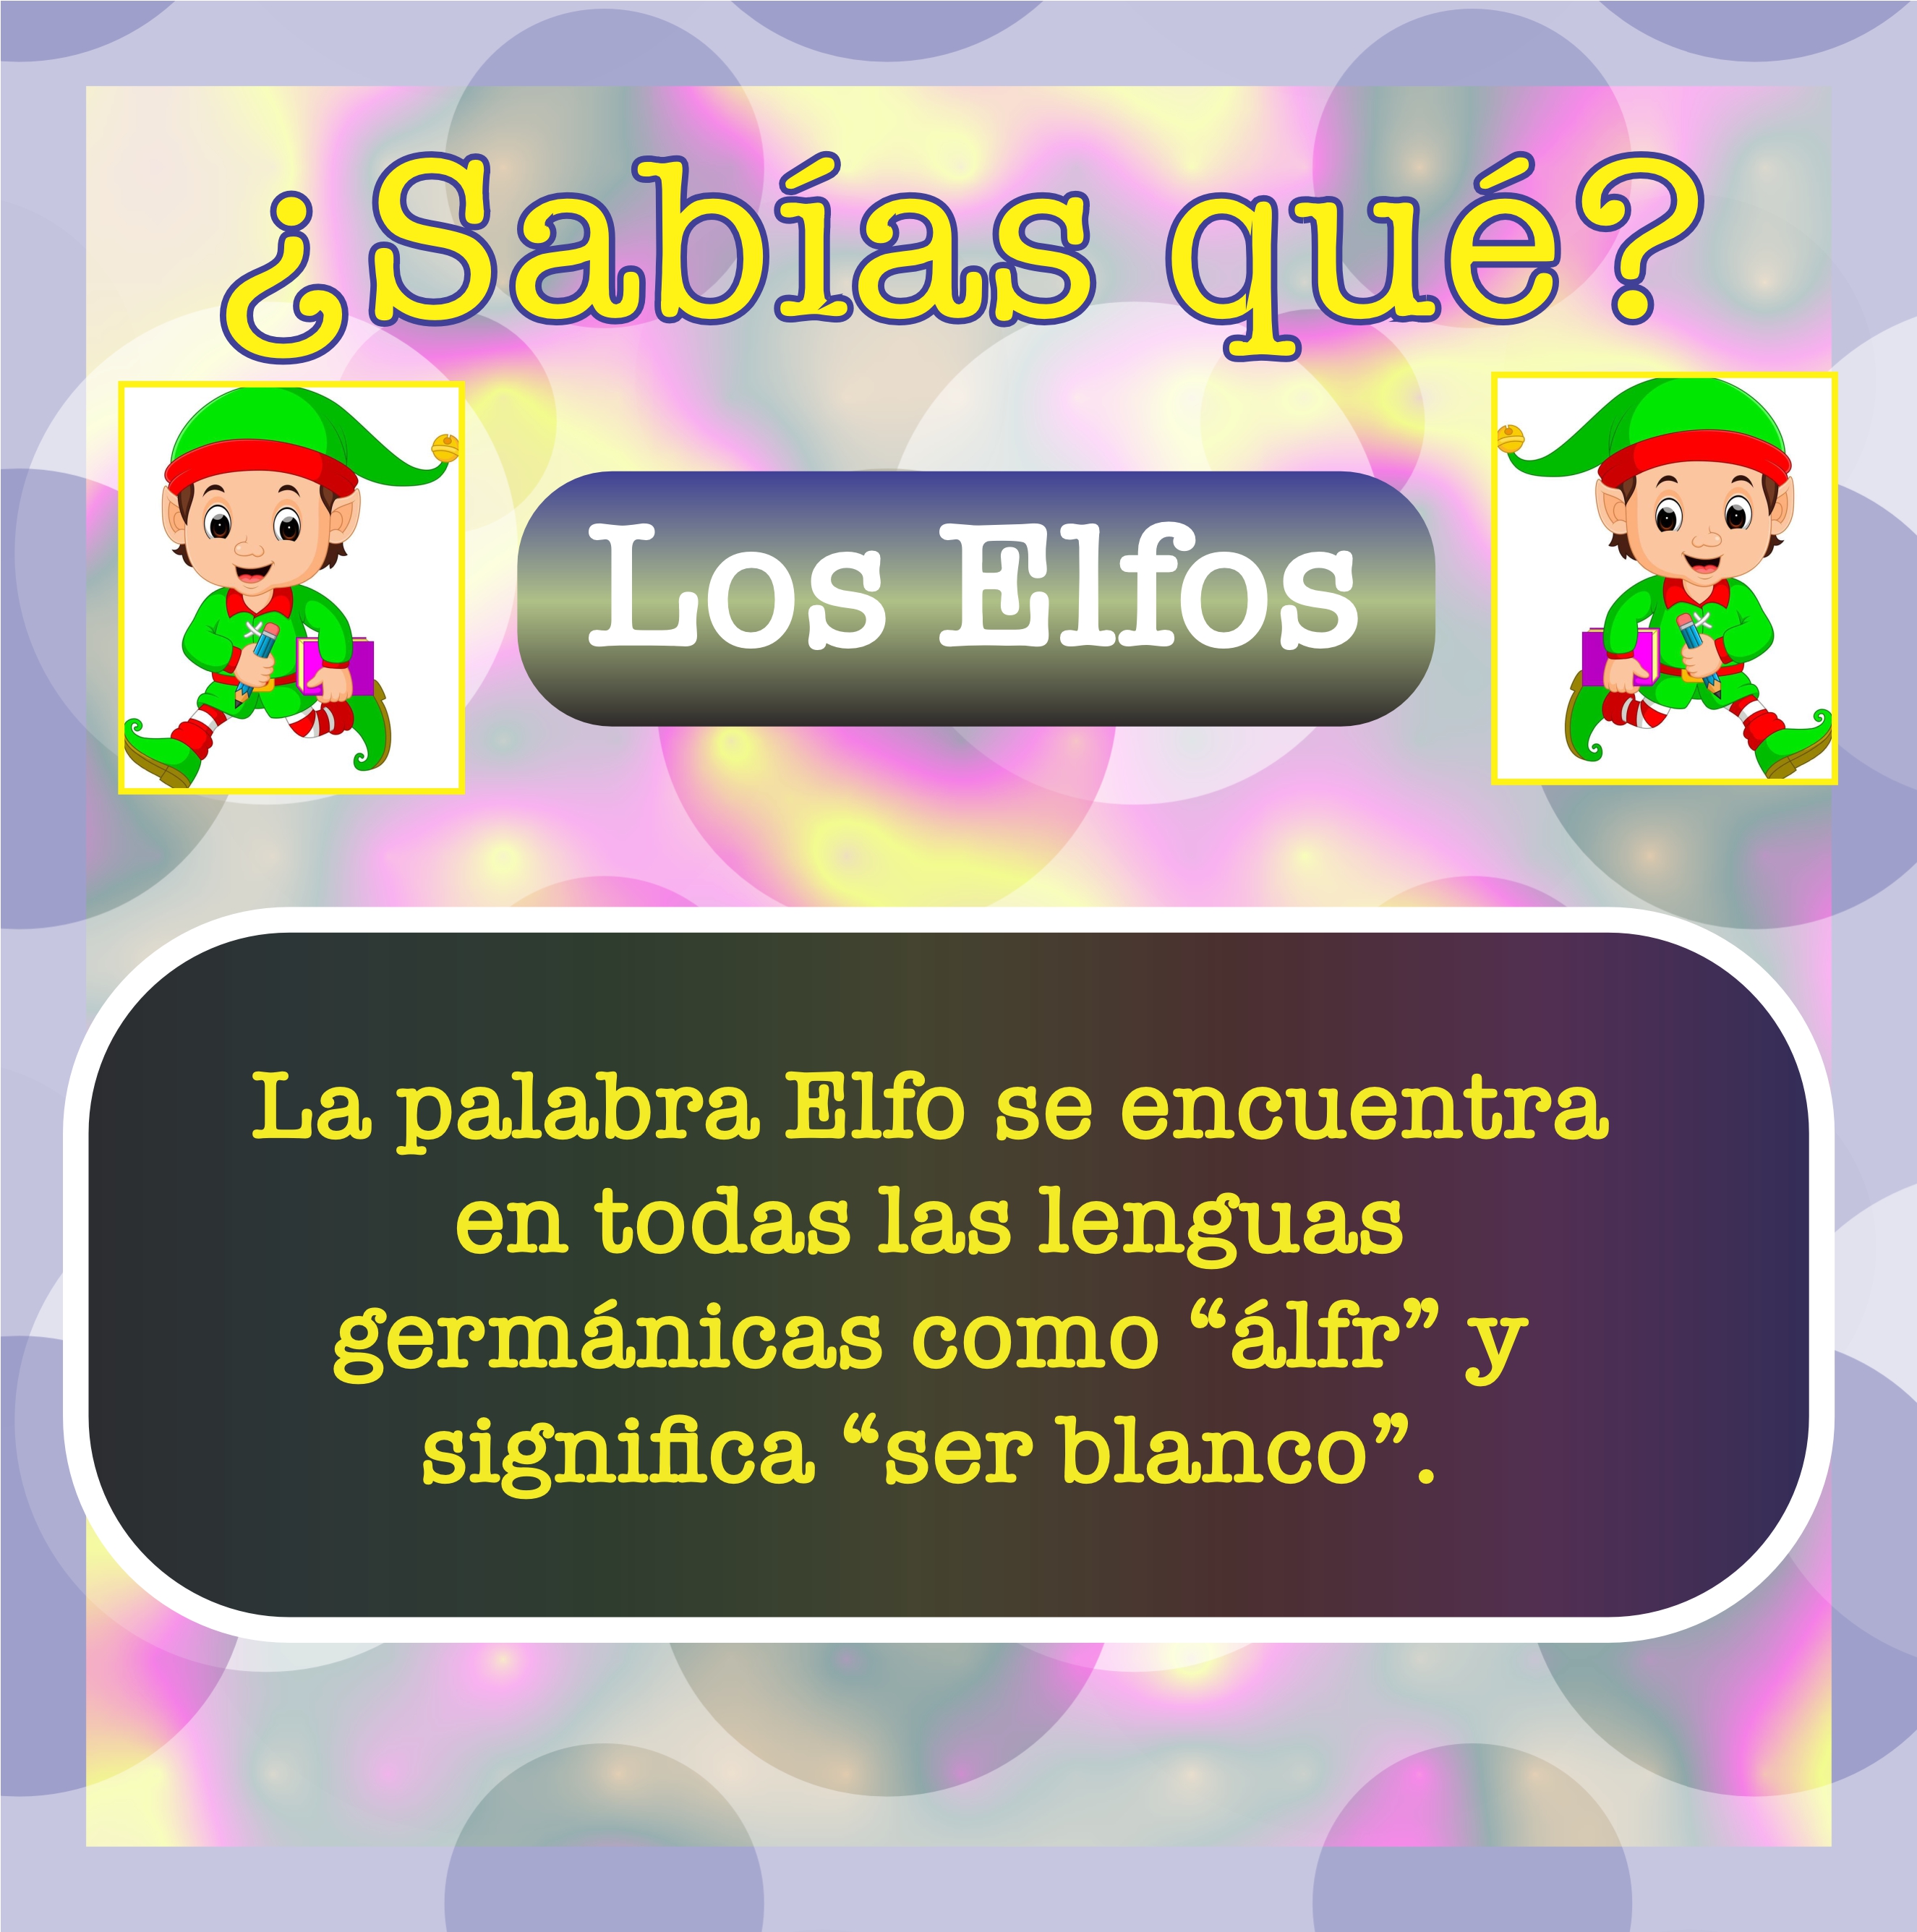 ¿Sabías qué?
Los Elfos
La palabra Elfo se encuentra
en todas las lenguas
germánicas como “álfr” y
significa “ser blanco”.